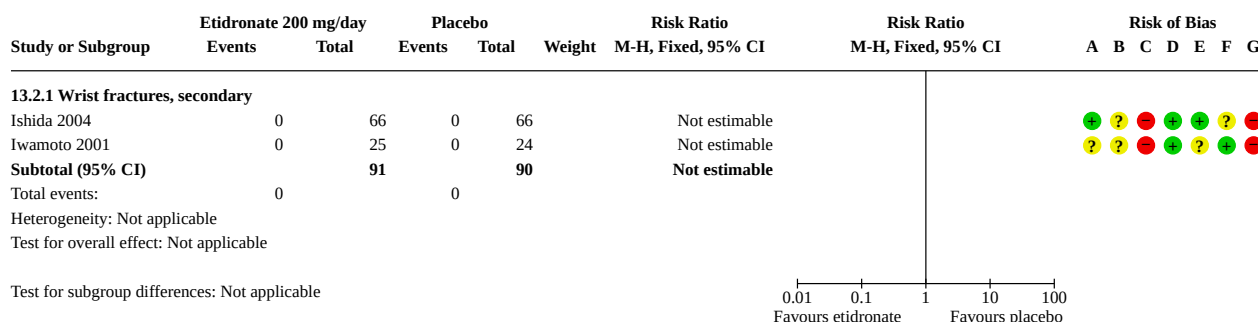 Etidronate 200 mg/day Placebo Risk Ratio Risk Ratio Risk of Bias
Study or Subgroup Events Total Events Total Weight M-H, Fixed, 95% CI M-H, Fixed, 95% CI A B C D E F G
13.2.1 Wrist fractures, secondary
Ishida 2004 0 66 0 66 Not estimable + ? − + + ? −
Iwamoto 2001 0 25 0 24 Not estimable ? ? − + ? + −
Subtotal (95% CI) 91 90 Not estimable
Total events: 0 0
Heterogeneity: Not applicable
Test for overall effect: Not applicable
Test for subgroup differences: Not applicable
0.01 0.1 1 10 100
Favours etidronate Favours placebo